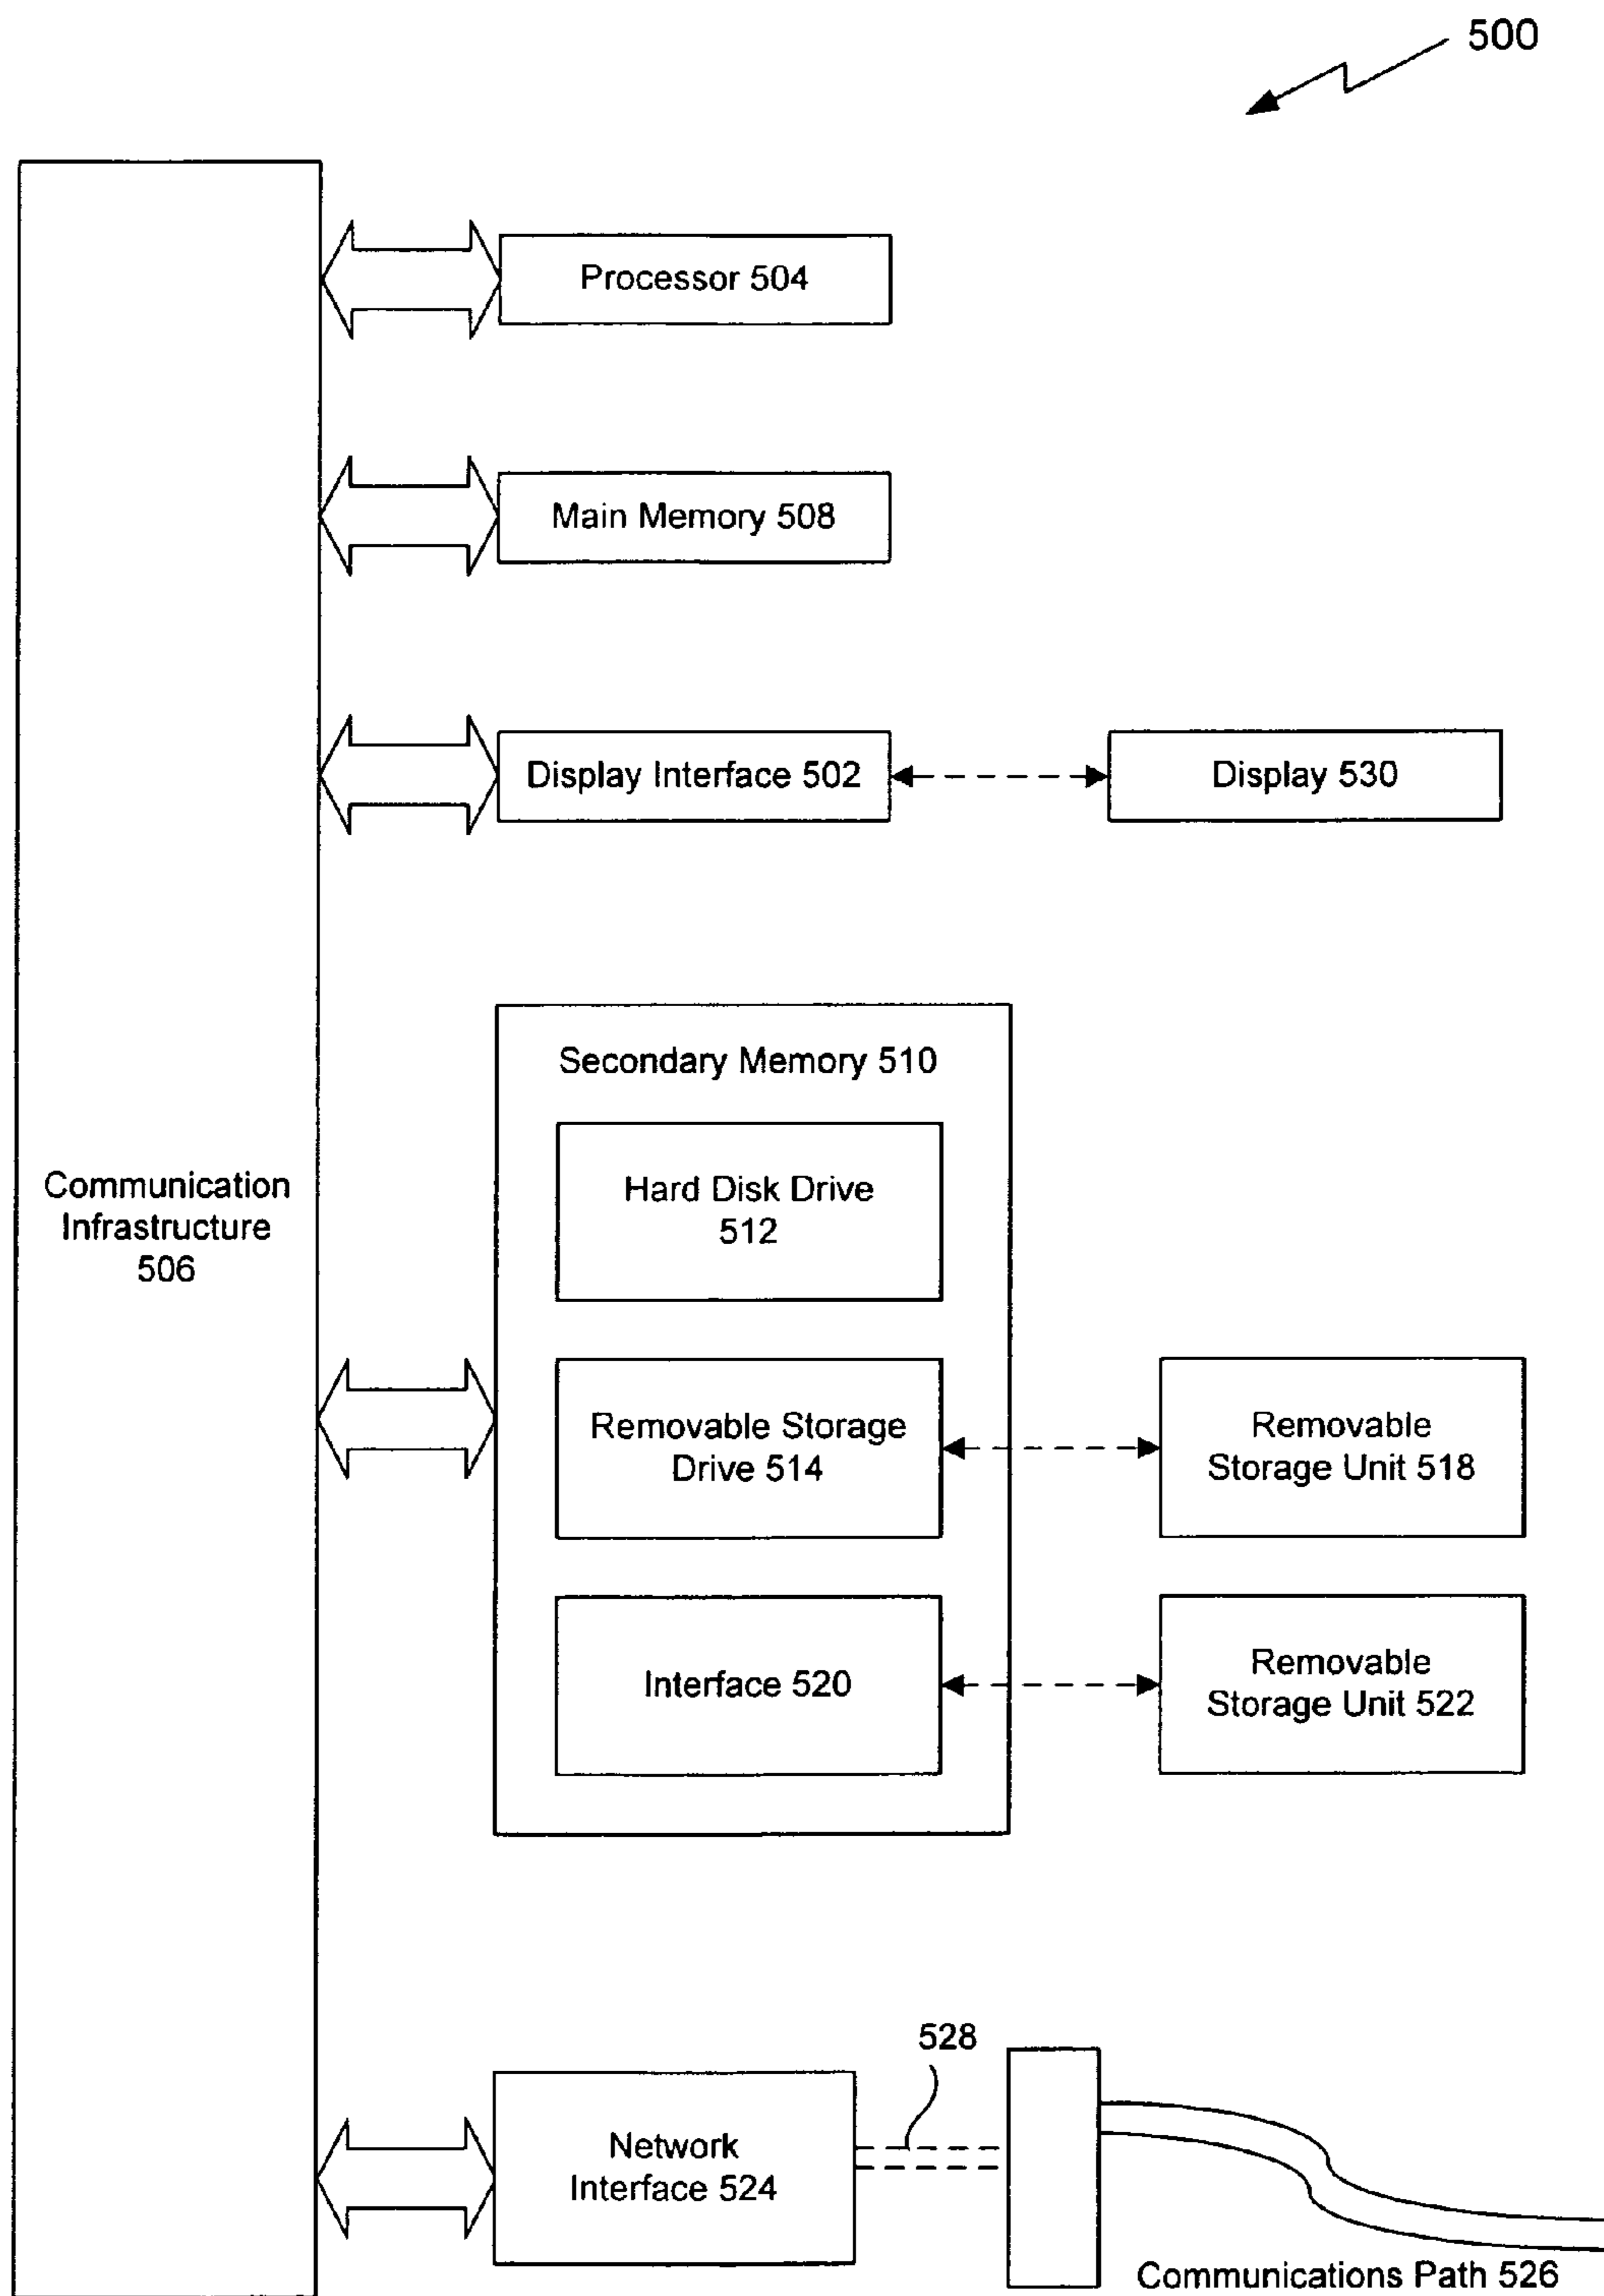 500
Processor 504
Main Memory 508
Display Interface 502
Display 530
Secondary Memory 510
Hard Disk Drive
512
Communication
Infrastructure
506
Removable Storage
Drive 514
Removable
Storage Unit 518
Interface 520
Removable
Storage Unit 522
528
Network
Interface 524
Communications Path 526